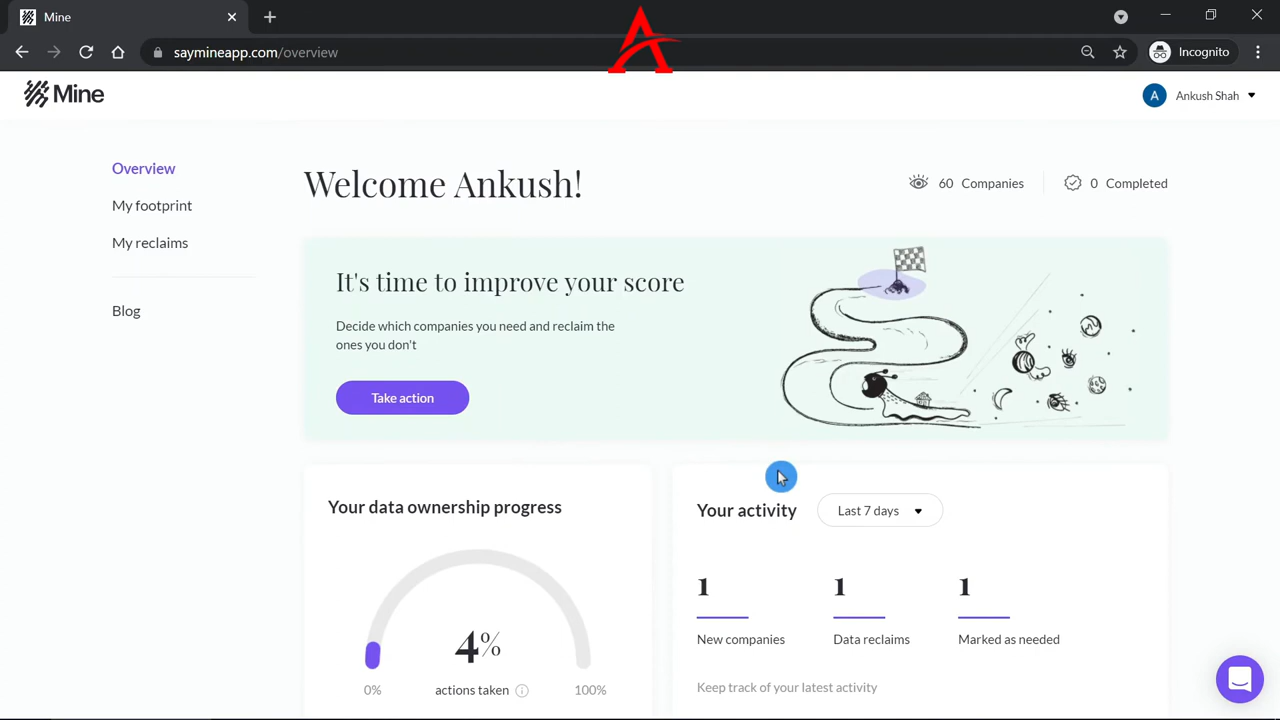 Mine
saymineapp.com/overview
Incognito
Mine
A Ankush Shah
Overview
My footprint
My reclaims
Blog
Welcome Ankush!
60 Companies
0 Completed
It's time to improve your score
Decide which companies you need and reclaim the
ones you don't
Take action
Your data ownership progress
4%
0%
actions taken
100%
Your activity
Last 7 days
1
New companies
1
Data reclaims
1
Marked as needed
Keep track of your latest activity